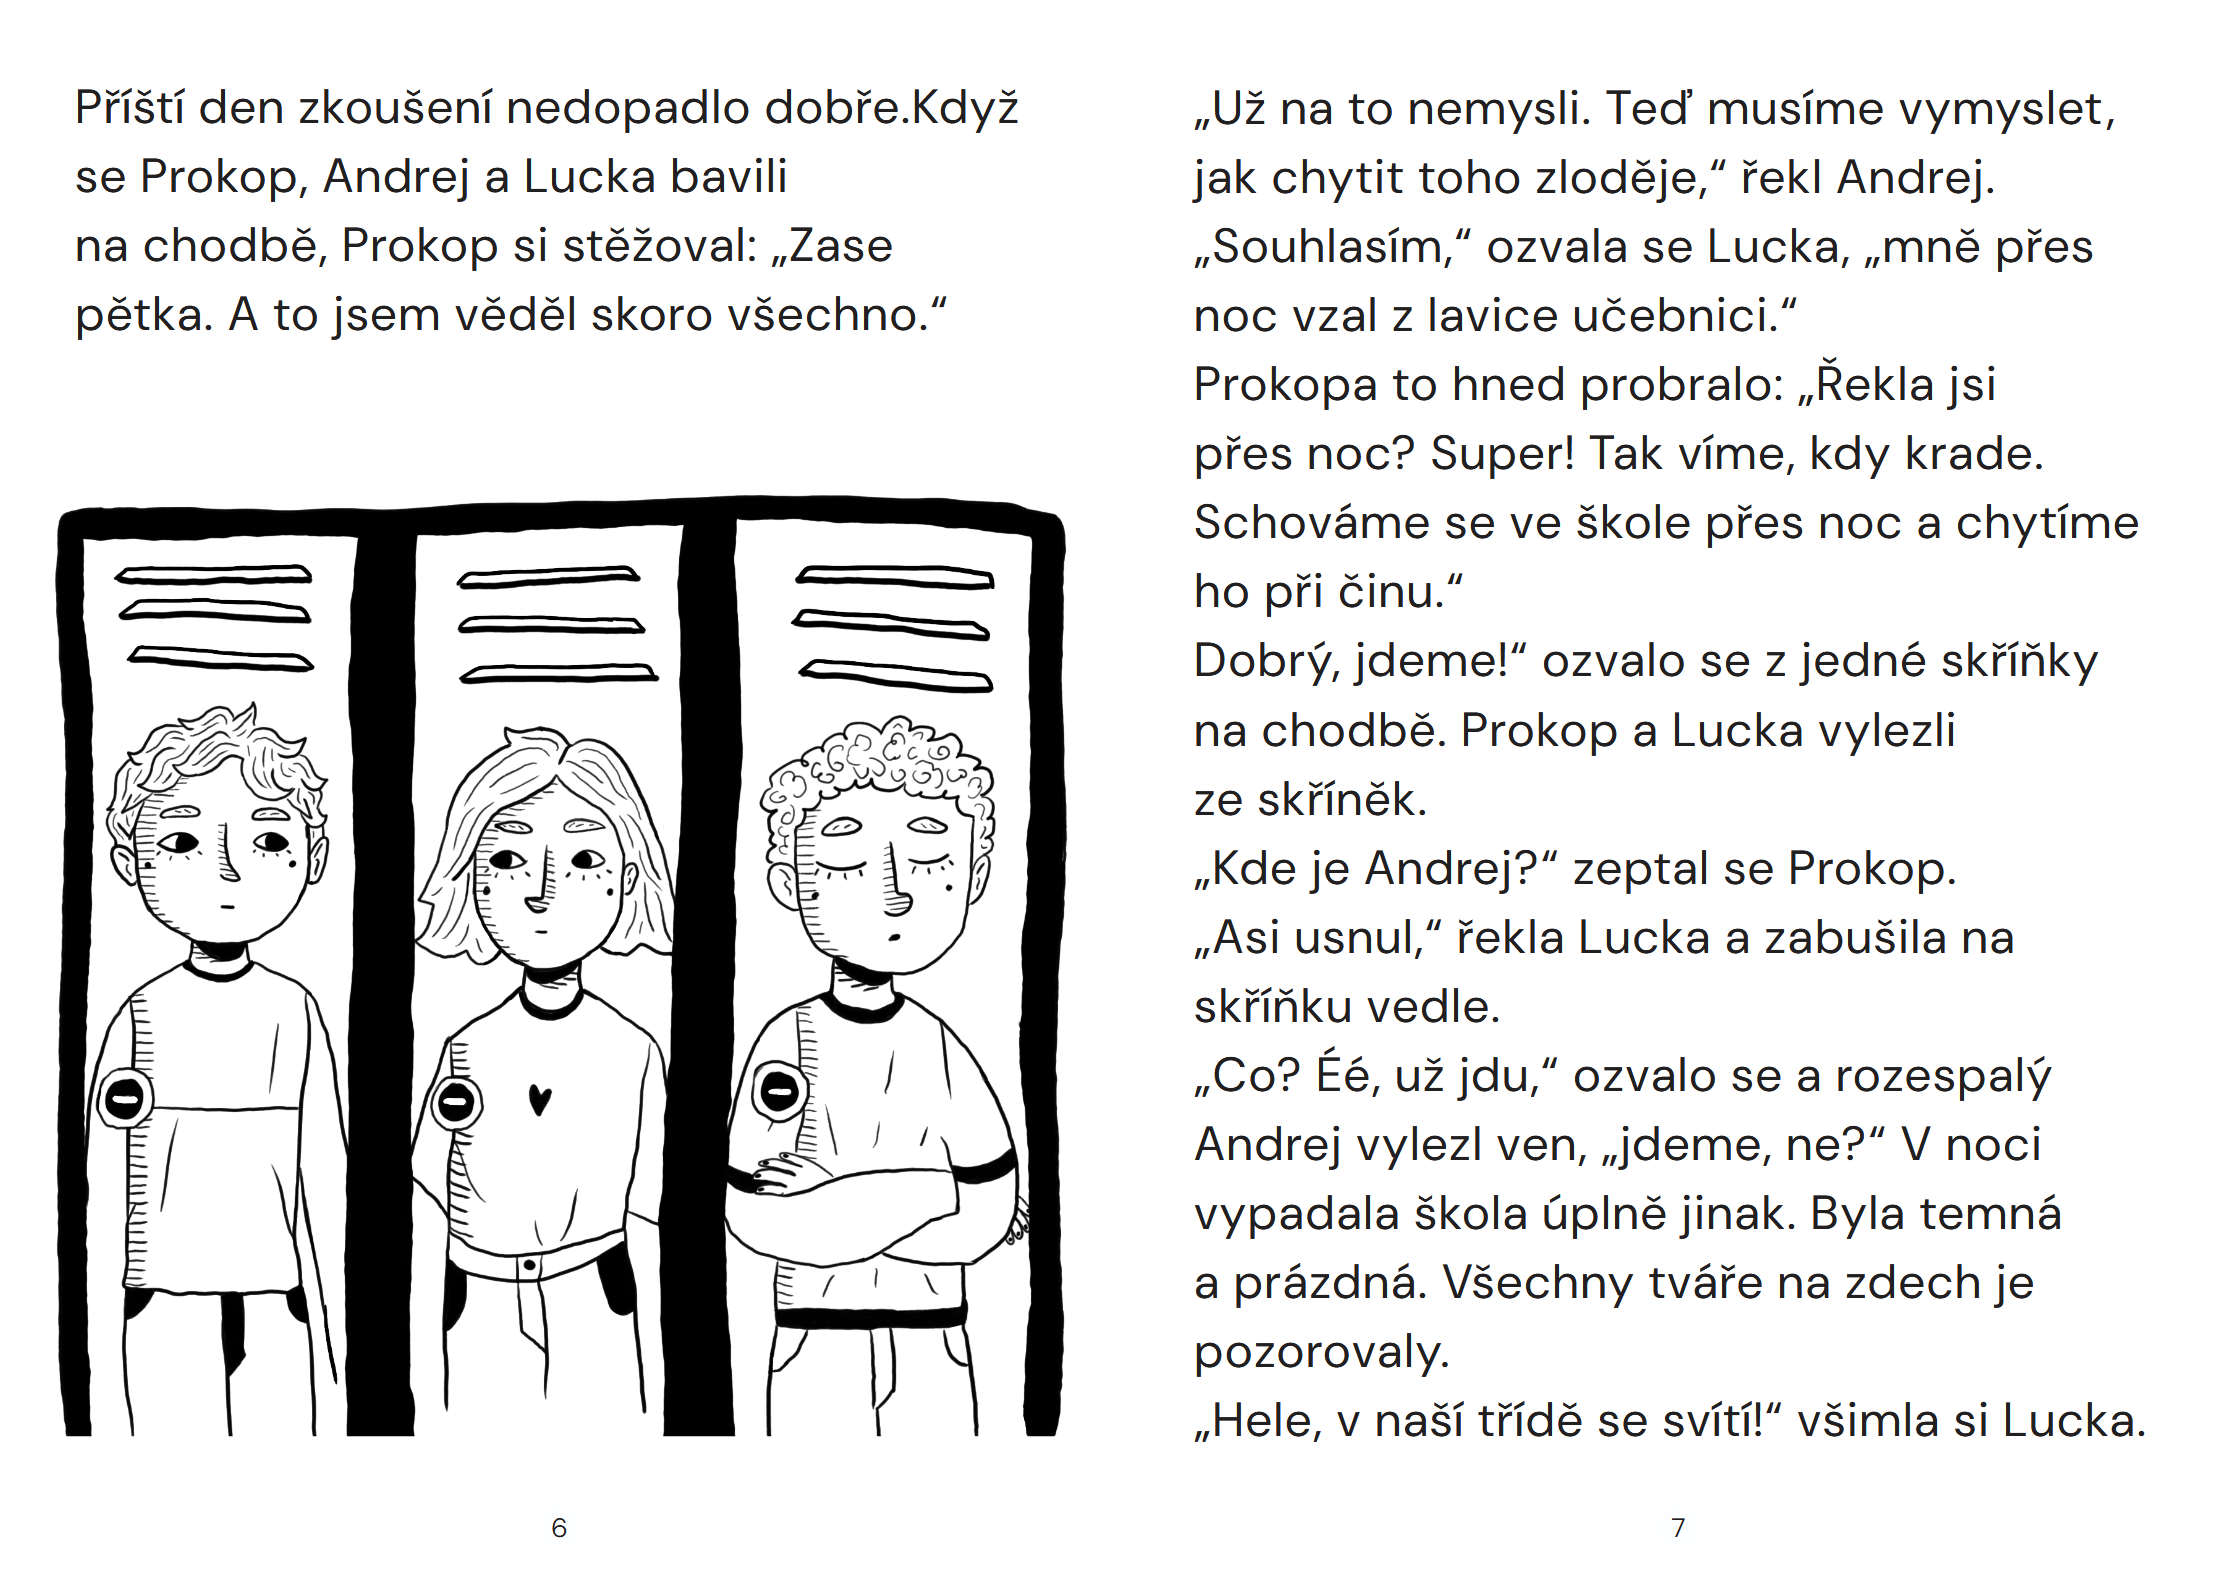 Příští den zkoušení nedopadlo dobře.Když
se Prokop, Andrej a Lucka bavili
na chodbě, Prokop si stěžoval: „Zase
pětka. A to jsem věděl skoro všechno.“
6
„Už na to nemysli. Teď musíme vymyslet,
jak chytit toho zloděje,“ řekl Andrej.
„Souhlasím,“ ozvala se Lucka, „mně přes
noc vzal z lavice učebnici.“
Prokopa to hned probralo: „Řekla jsi
přes noc? Super! Tak víme, kdy krade.
Schováme se ve škole přes noc a chytíme
ho při činu.“
Dobrý, jdeme!“ ozvalo se z jedné skříňky
na chodbě. Prokop a Lucka vylezli
ze skříněk.
„Kde je Andrej?“ zeptal se Prokop.
„Asi usnul,“ řekla Lucka a zabušila na
skříňku vedle.
„Co? Éé, už jdu,“ ozvalo se a rozespalý
Andrej vylezl ven, „jdeme, ne?“ V noci
vypadala škola úplně jinak. Byla temná
a prázdná. Všechny tváře na zdech je
pozorovaly.
„Hele, v naší třídě se svítí!“ všimla si Lucka.
7